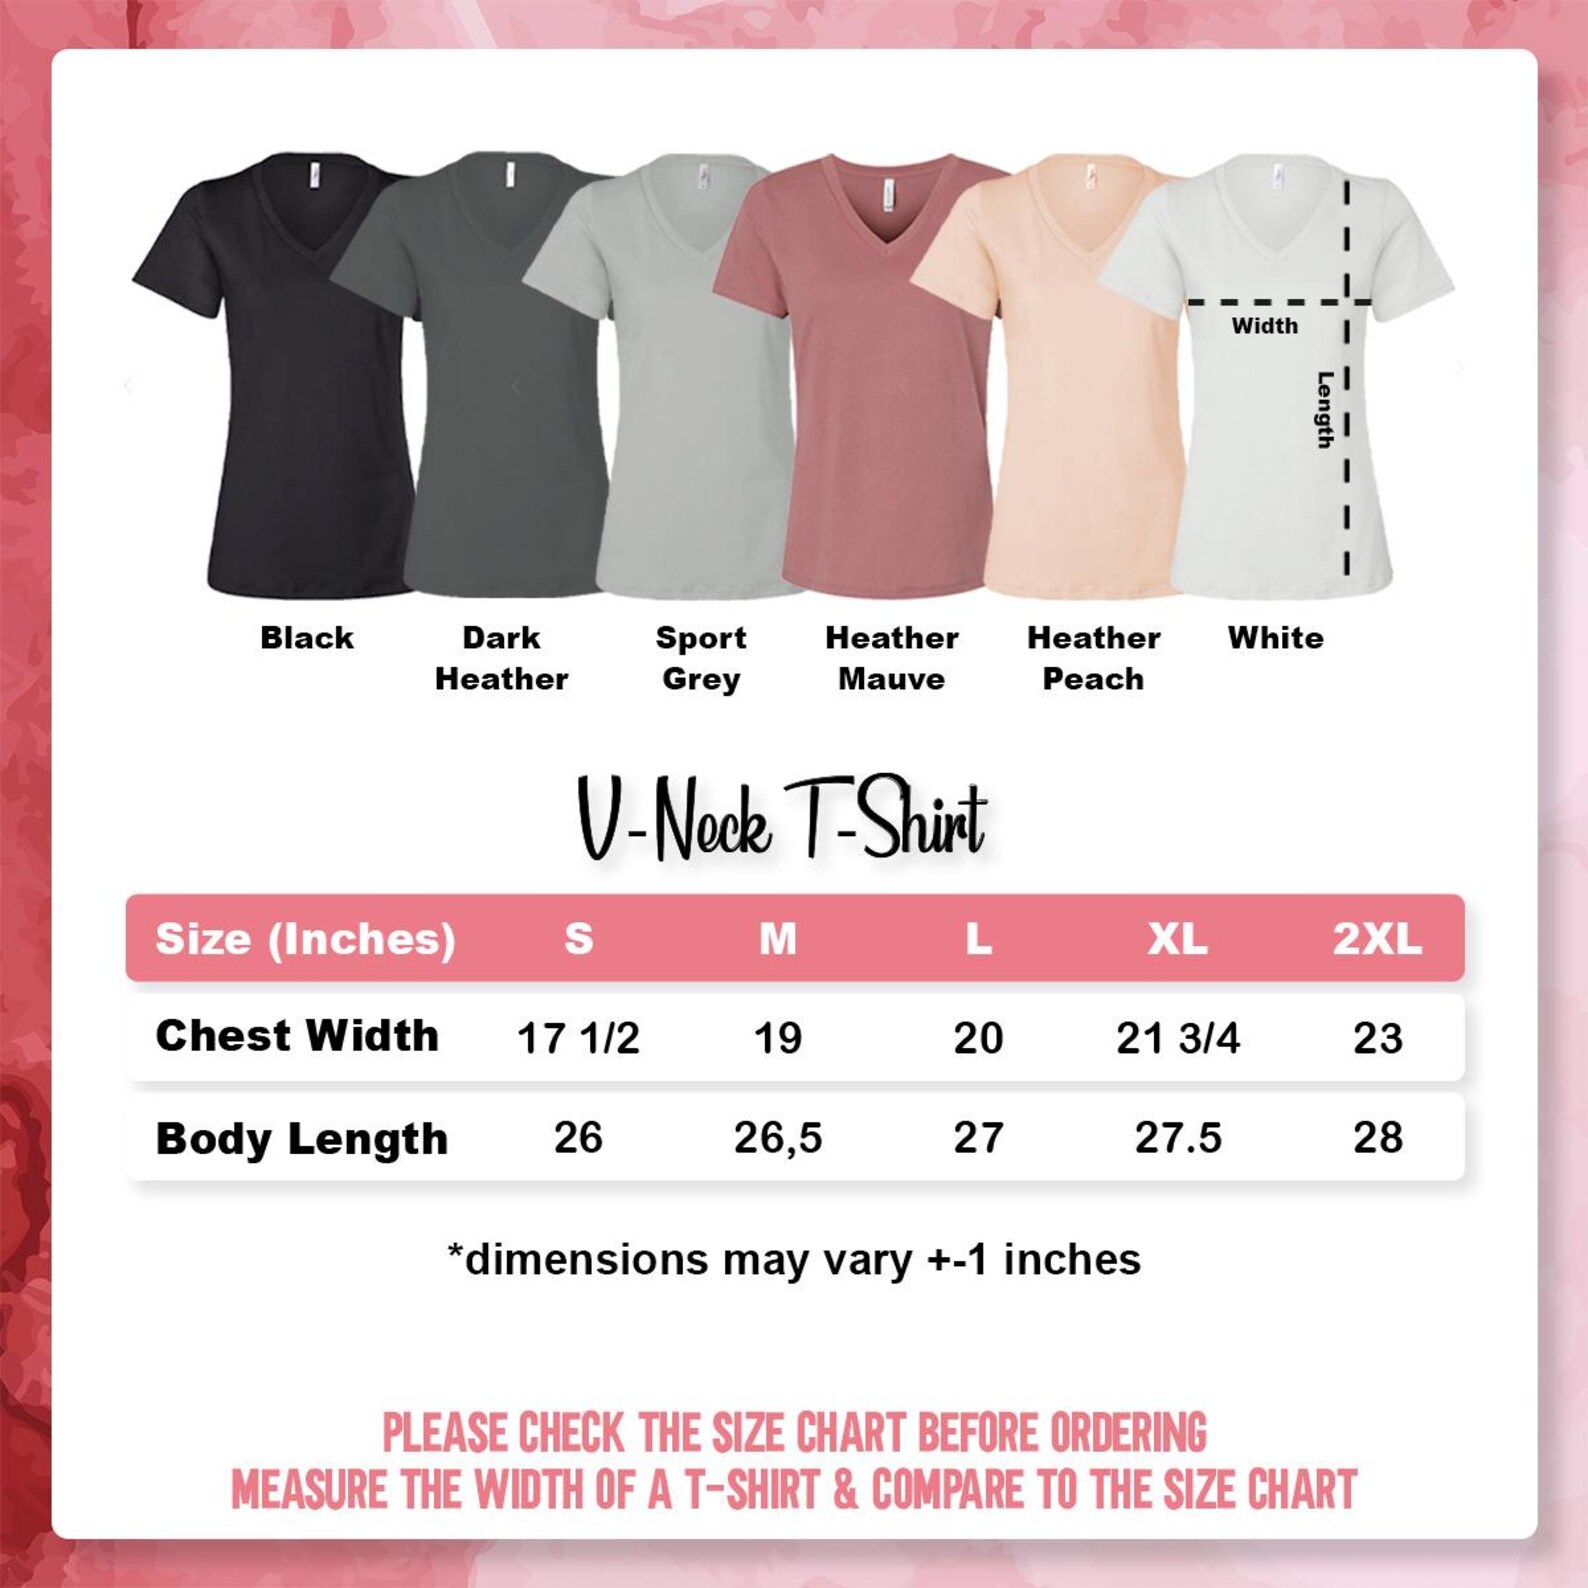 Width
Length
Black
Dark
Heather
Sport
Grey
Heather
Mauve
Heather
Peach
White
V-Neck T-Shirt
Size (Inches) S M L XL 2XL
Chest Width 17 1/2 19 20 21 3/4 23
Body Length 26 26,5 27 27.5 28
*dimensions may vary +-1 inches
PLEASE CHECK THE SIZE CHART BEFORE ORDERING
MEASURE THE WIDTH OF A T-SHIRT & COMPARE TO THE SIZE CHART